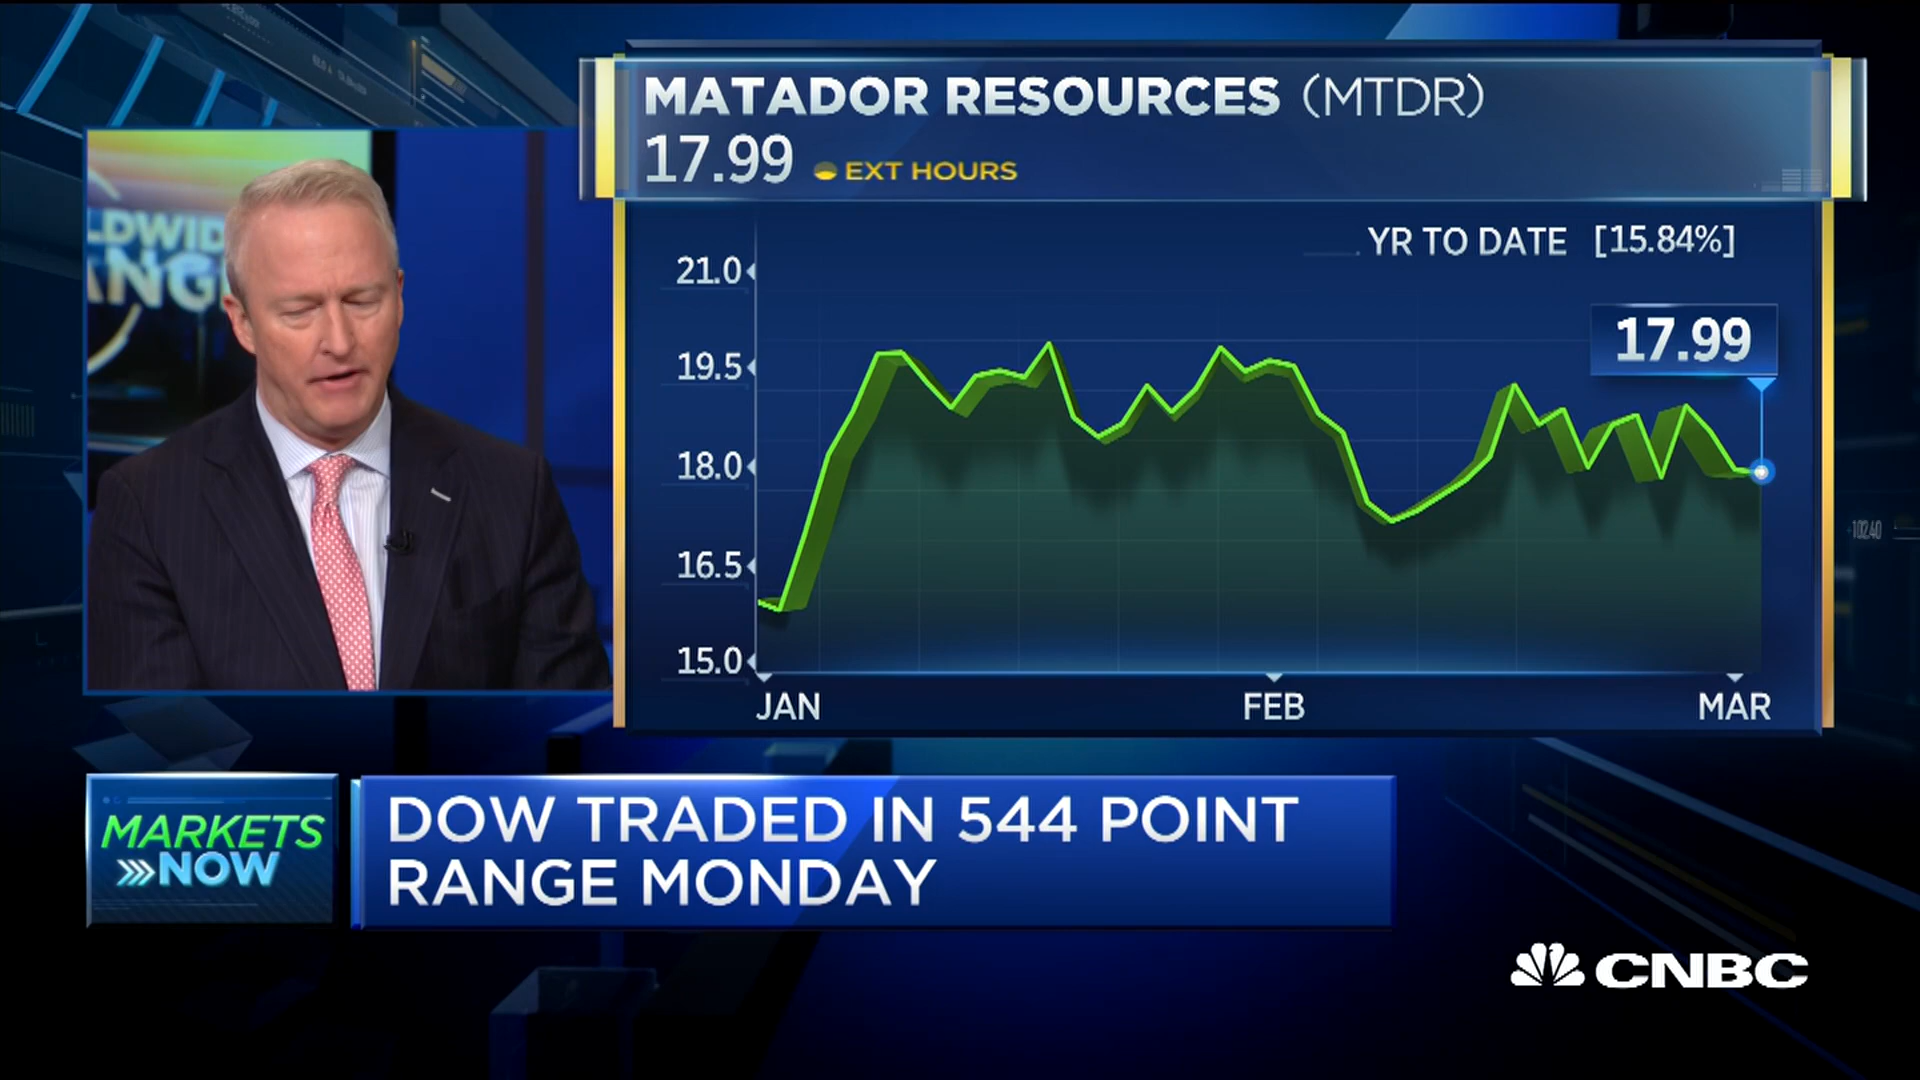 MATADOR RESOURCES (MTDR)
17.99 EXT HOURS
YR TO DATE [15.84%]
21.0
19.5
18.0
16.5
15.0
17.99
JAN FEB MAR
MARKETS
NOW
DOW TRADED IN 544 POINT
RANGE MONDAY
CNBC